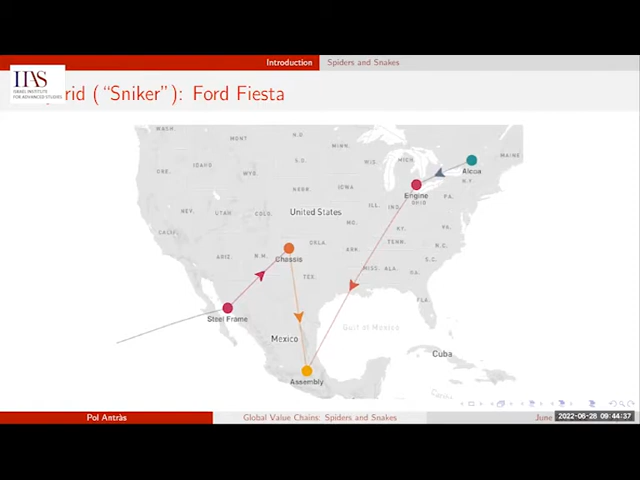 Introduction
Spiders and Snakes
IIAS
ISRAEL INSTITUTE
FOR ADVANCED STUDIES
rid ("Sniker"): Ford Fiesta
WASH.
N.D
MONT
MINN.
MAINE
ORE.
IDAHO
S.D.
WIS.
MICH.
Alcoa
WYO.
N.Y.
Engine
NEBR.
IOWA
PA.
OHIO
NEV.
UTAH
COLO.
United States
ILL.
IND.
MO.
KY.
VA.
CALIF.
OKLA.
TENN.
N.C.
ARIZ.
N.M.
Chassis
ARK.
S.C.
TEX.
MISS.
ALA.
GA.
FLA.
Steel Frame
Gulf of Mexico
Mexico
Cuba
Assembly
Pol Antràs
Global Value Chains: Spiders and Snakes
June
2022-06-28 09:44:37